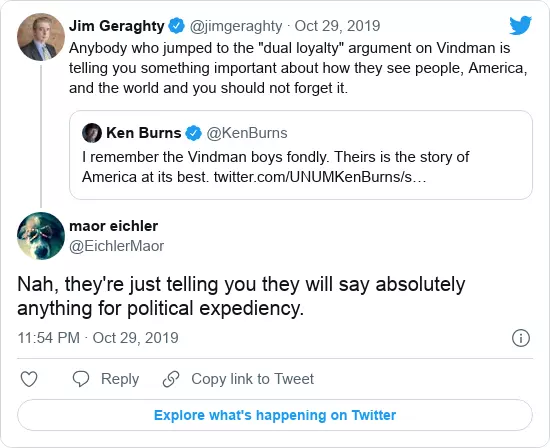 Jim Geraghty @jimgeraghty · Oct 29, 2019
Anybody who jumped to the "dual loyalty" argument on Vindman is
telling you something important about how they see people, America,
and the world and you should not forget it.
Ken Burns @KenBurns
I remember the Vindman boys fondly. Theirs is the story of
America at its best. twitter.com/UNUMKenBurns/s…
maor eichler
@EichlerMaor
Nah, they're just telling you they will say absolutely
anything for political expediency.
11:54 PM · Oct 29, 2019
Reply
Copy link to Tweet
Explore what's happening on Twitter